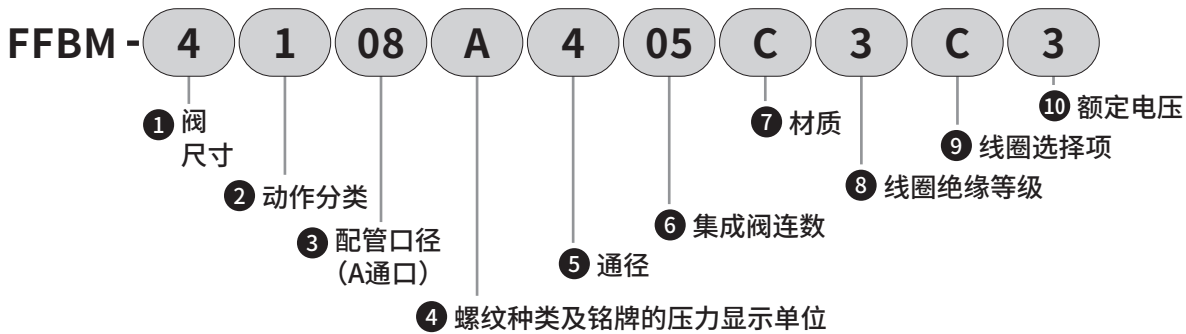 FFBM - 4 1 08 A 4 05 C 3 C 3
❶ 阀
尺寸
❷ 动作分类
❸ 配管口径
（A通口）
❹ 螺纹种类及铭牌的压力显示单位
❺ 通径
❻ 集成阀连数
❼ 材质
❽ 线圈绝缘等级
❾ 线圈选择项
❿ 额定电压